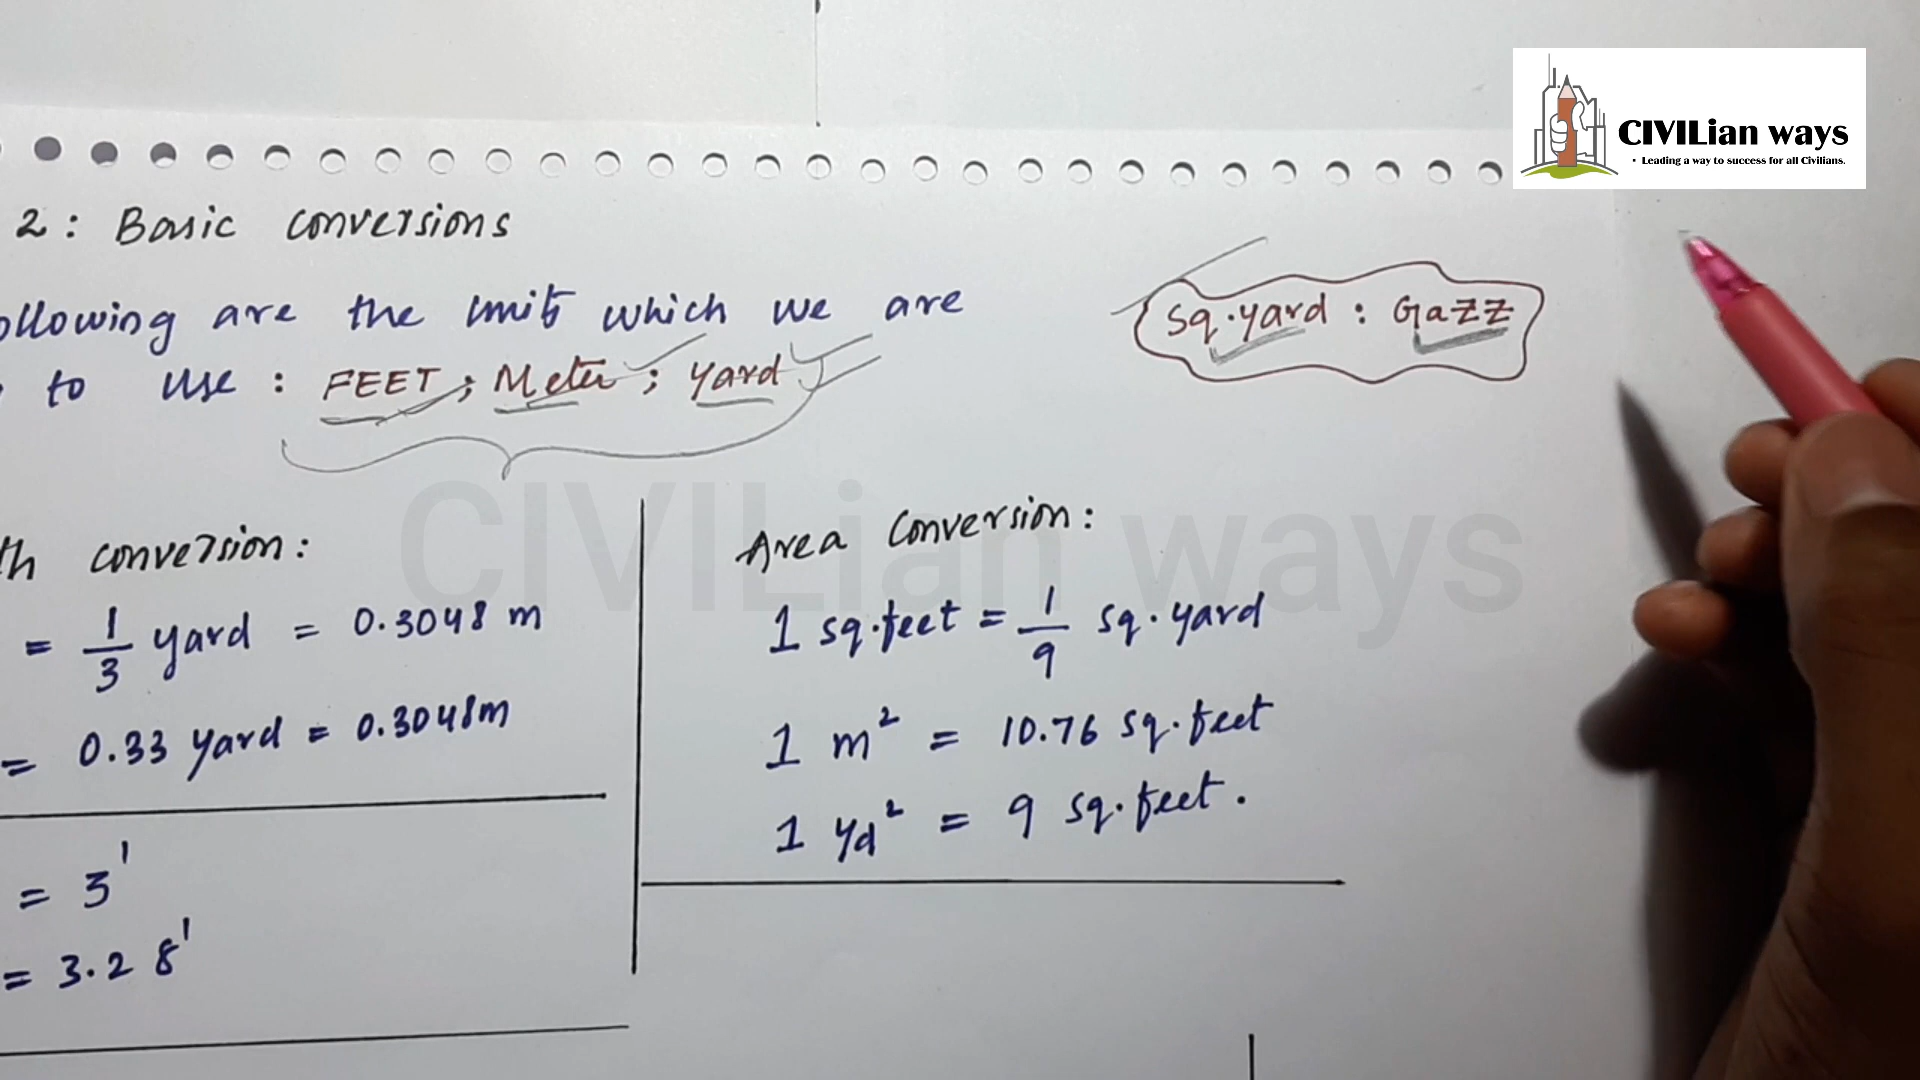 CIVILian ways
• Leading a way to success for all Civilians.
2 : Basic conversions
ollowing are the units which we are
to use : FEET ; Meter ; yard
Sq.yard : Gazz
CIVILian ways
th conversion:
= 1/3 yard = 0.3048 m
= 0.33 yard = 0.3048m
= 3'
= 3.28'
Area Conversion:
1 sq.feet = 1/9 sq.yard
1 m² = 10.76 sq.feet
1 yd² = 9 sq.feet.